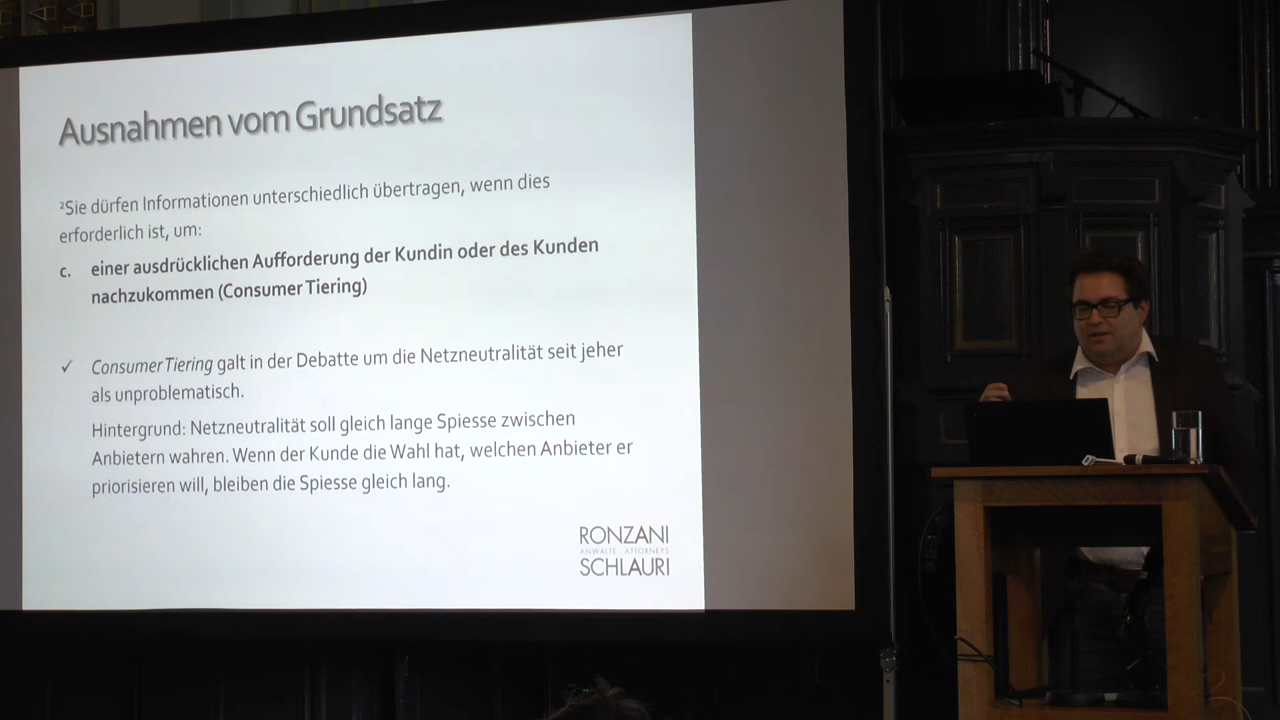 Ausnahmen vom Grundsatz
²Sie dürfen Informationen unterschiedlich übertragen, wenn dies
erforderlich ist, um:
c. einer ausdrücklichen Aufforderung der Kundin oder des Kunden
nachzukommen (Consumer Tiering)
✓ Consumer Tiering galt in der Debatte um die Netzneutralität seit jeher
als unproblematisch.
Hintergrund: Netzneutralität soll gleich lange Spiesse zwischen
Anbietern wahren. Wenn der Kunde die Wahl hat, welchen Anbieter er
priorisieren will, bleiben die Spiesse gleich lang.
RONZANI
ANWÄLTE · ATTORNEYS
SCHLAURI